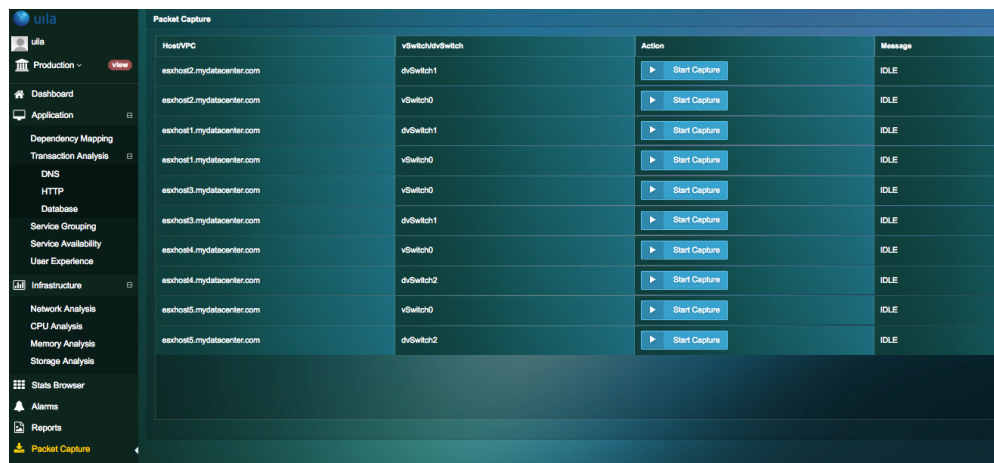 uila
uila
Production
view
Dashboard
Application
Dependency Mapping
Transaction Analysis
DNS
HTTP
Database
Service Grouping
Service Availability
User Experience
Infrastructure
Network Analysis
CPU Analysis
Memory Analysis
Storage Analysis
Stats Browser
Alarms
Reports
Packet Capture
Packet Capture
Host/VPC vSwitch/dvSwitch Action Message
esxhost2.mydatacenter.com dvSwitch1 Start Capture IDLE
esxhost2.mydatacenter.com vSwitch0 Start Capture IDLE
esxhost1.mydatacenter.com dvSwitch1 Start Capture IDLE
esxhost1.mydatacenter.com vSwitch0 Start Capture IDLE
esxhost3.mydatacenter.com vSwitch0 Start Capture IDLE
esxhost3.mydatacenter.com dvSwitch1 Start Capture IDLE
esxhost4.mydatacenter.com vSwitch0 Start Capture IDLE
esxhost4.mydatacenter.com dvSwitch2 Start Capture IDLE
esxhost5.mydatacenter.com vSwitch0 Start Capture IDLE
esxhost5.mydatacenter.com dvSwitch2 Start Capture IDLE